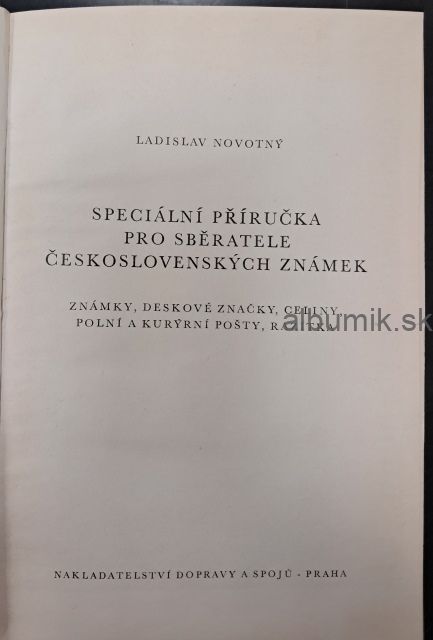 LADISLAV NOVOTNÝ
SPECIÁLNÍ PŘÍRUČKA
PRO SBĚRATELE
ČESKOSLOVENSKÝCH ZNÁMEK
ZNÁMKY, DESKOVÉ ZNAČKY, CELINY,
albumik.sk
POLNÍ A KURÝRNÍ POŠTY,
NAKLADATELSTVÍ DOPRAVY A SPOJŮ - PRAHA